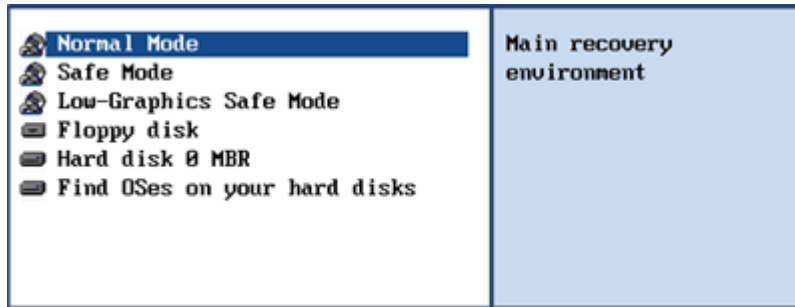 Normal Mode
Safe Mode
Low-Graphics Safe Mode
Floppy disk
Hard disk 0 MBR
Find OSes on your hard disks
Main recovery
environment